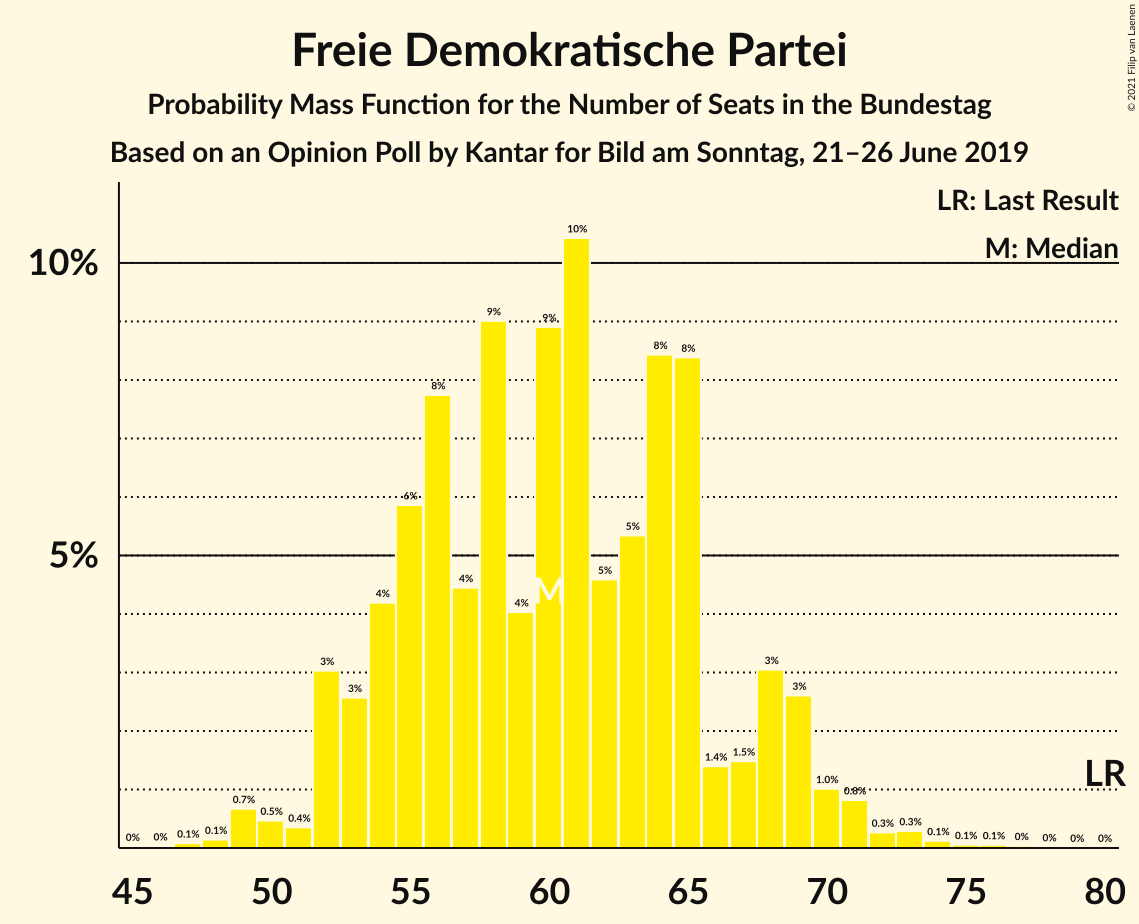 Freie Demokratische Partei
Probability Mass Function for the Number of Seats in the Bundestag
Based on an Opinion Poll by Kantar for Bild am Sonntag, 21–26 June 2019
© 2021 Filip van Laenen
LR: Last Result
M: Median
10%
5%
0% 0% 0.1% 0.1% 0.7% 0.5% 0.4% 3% 3% 4% 6% 8% 4% 9% 4% 9% 10% 5% 5% 8% 8% 1.4% 1.5% 3% 3% 1.0% 0.8% 0.3% 0.3% 0.1% 0.1% 0.1% 0% 0% 0% 0%
M
LR
45 50 55 60 65 70 75 80